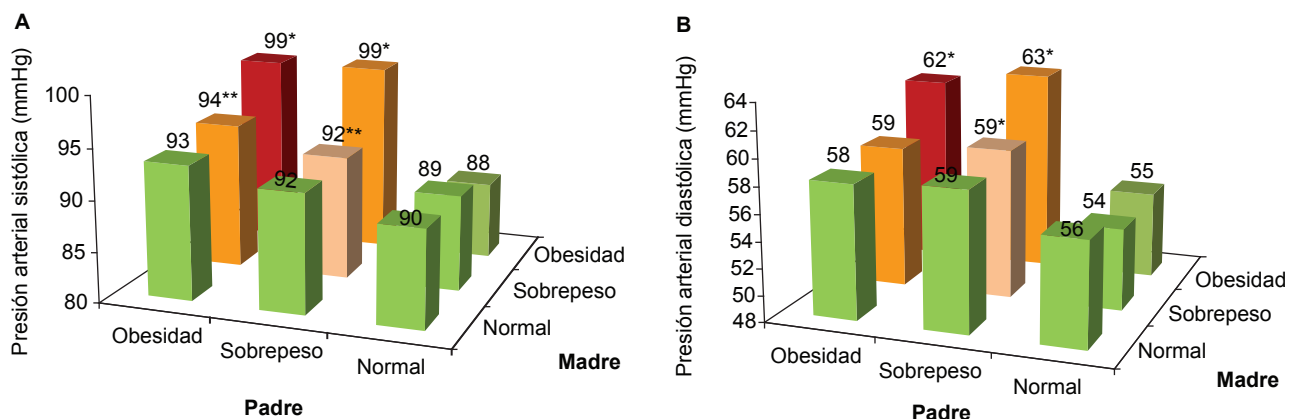 A
Presión arterial sistólica (mmHg)
100
95
90
85
80
99*
99*
94**
93
92**
92
89
88
90
Obesidad
Sobrepeso
Normal
Padre
Obesidad
Sobrepeso
Normal
Madre
B
Presión arterial diastólica (mmHg)
64
62
60
58
56
54
52
50
48
62*
63*
59
59*
58
59
55
54
56
Obesidad
Sobrepeso
Normal
Padre
Obesidad
Sobrepeso
Normal
Madre